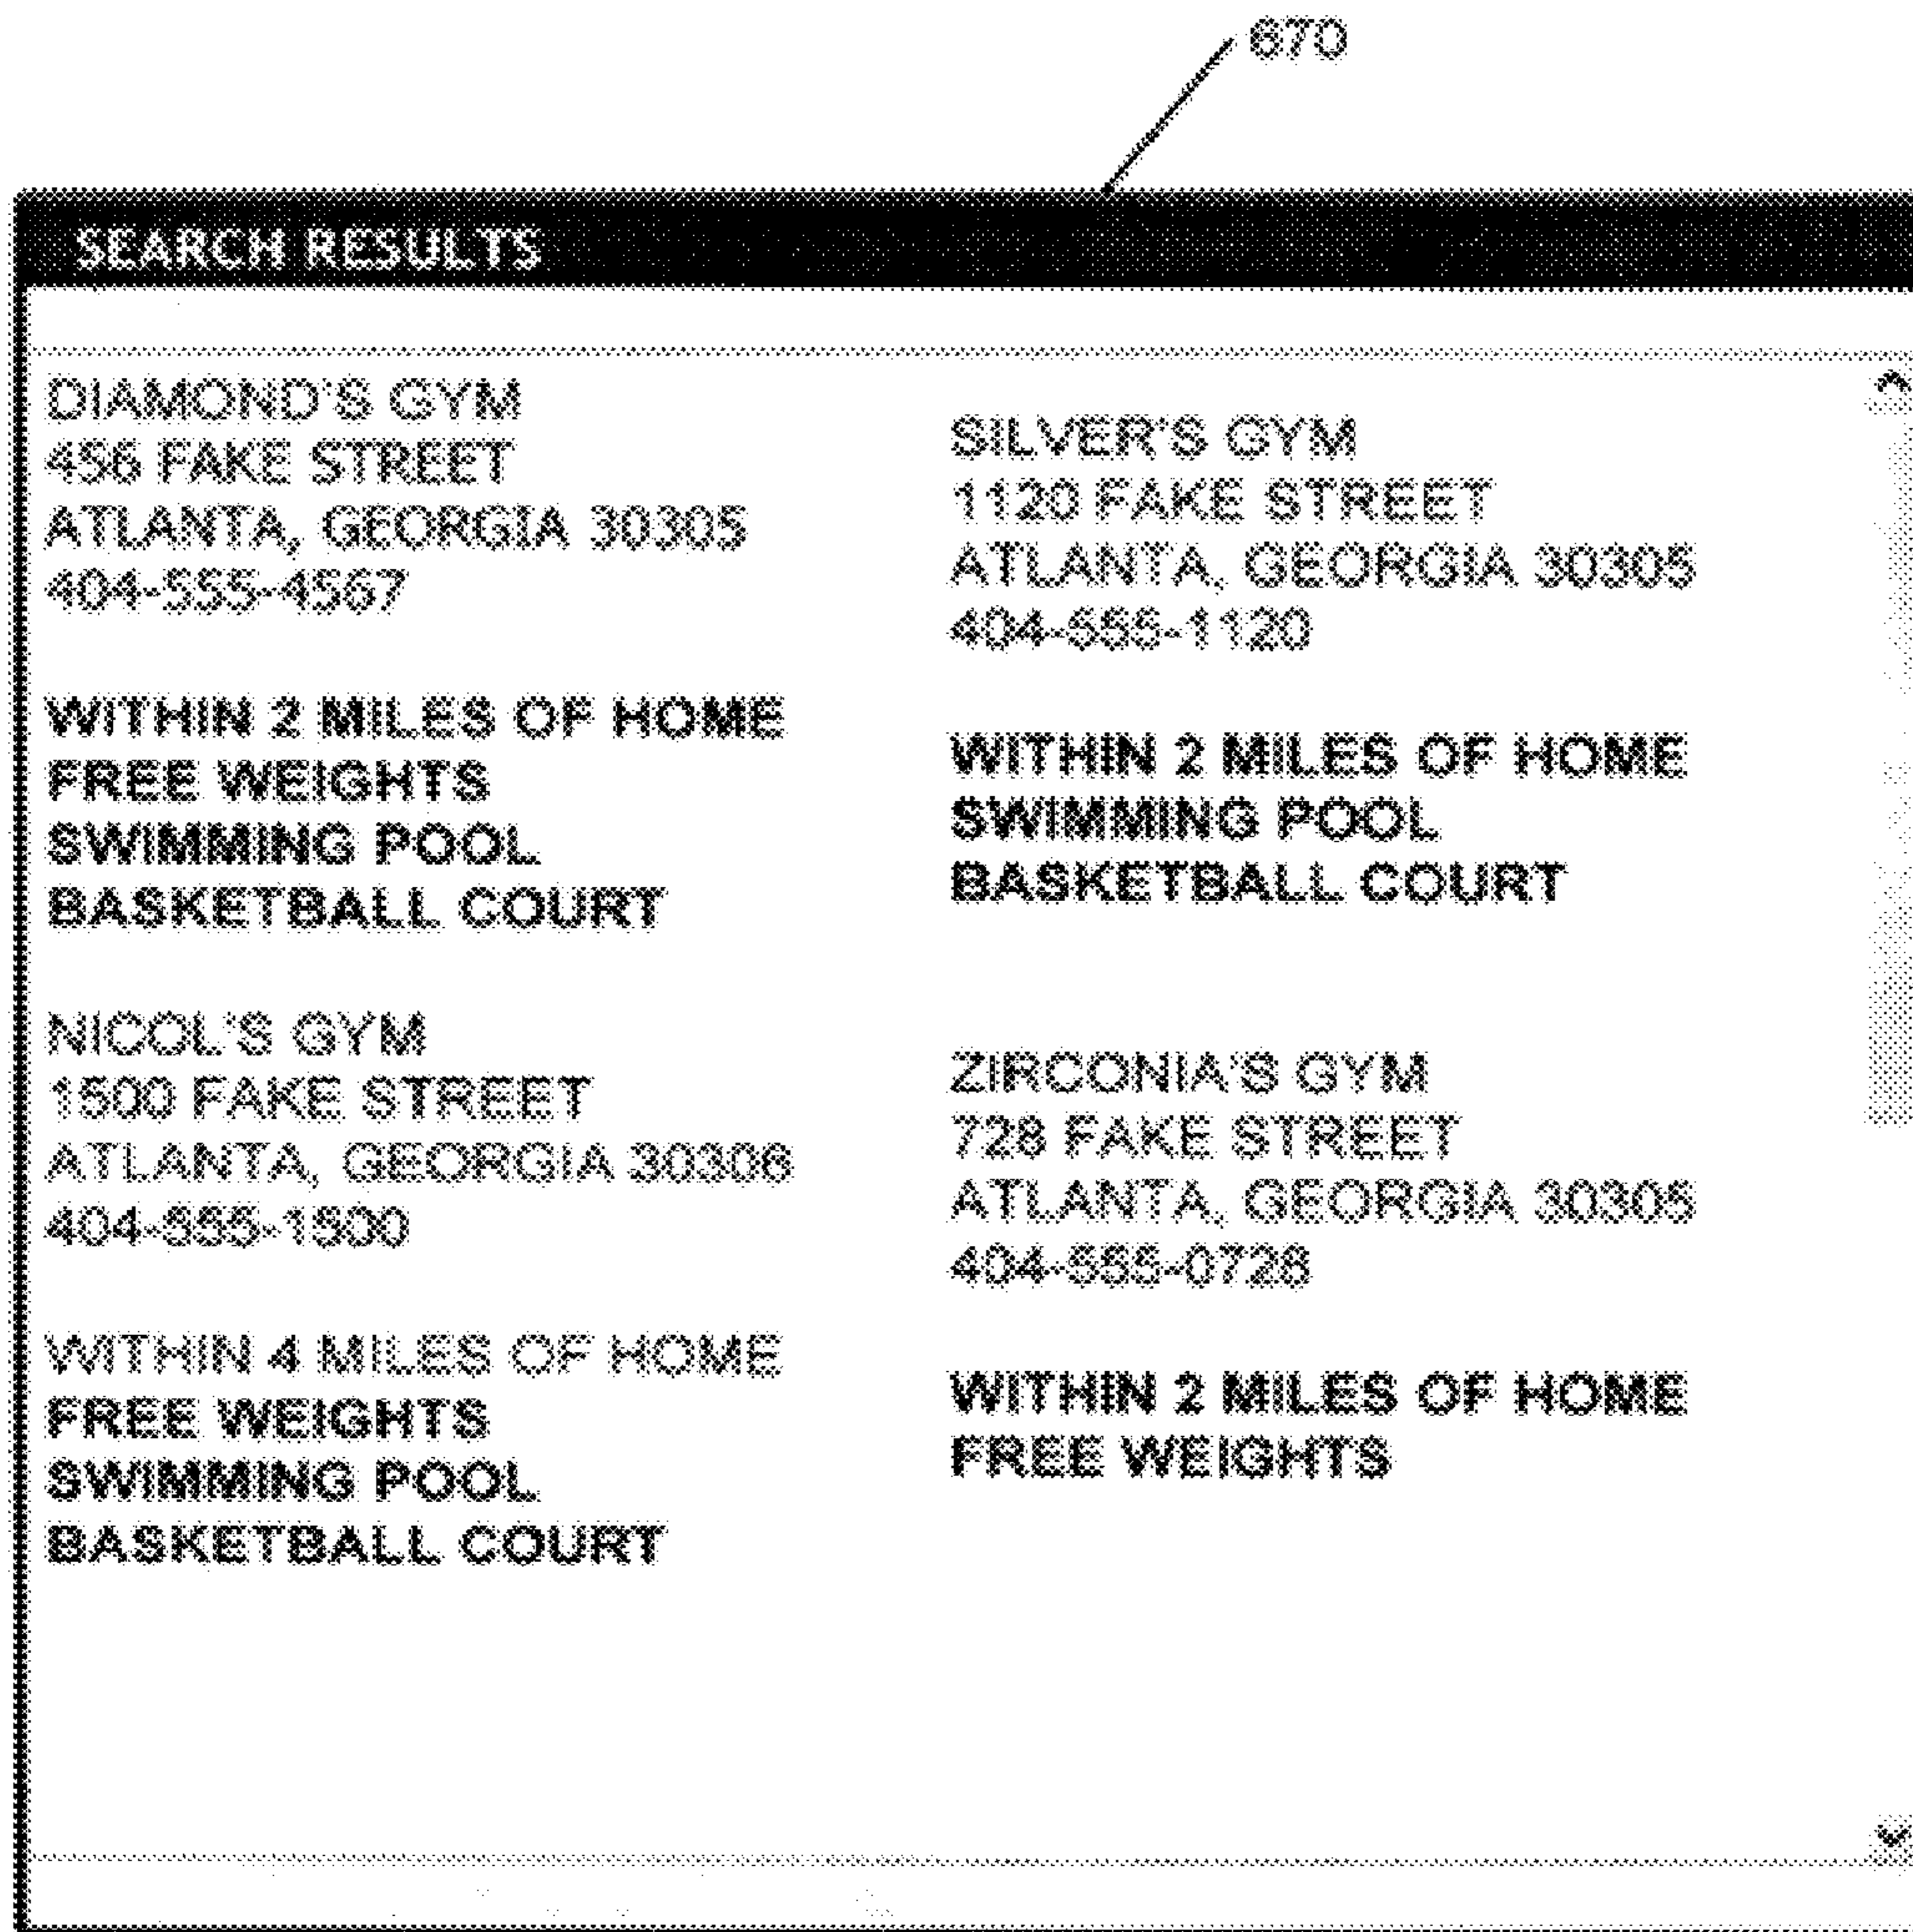 670
SEARCH RESULTS
DIAMOND'S GYM
456 FAKE STREET
ATLANTA, GEORGIA 30305
404-555-4567
WITHIN 2 MILES OF HOME
FREE WEIGHTS
SWIMMING POOL
BASKETBALL COURT
NICOL'S GYM
1500 FAKE STREET
ATLANTA, GEORGIA 30306
404-555-1500
WITHIN 4 MILES OF HOME
FREE WEIGHTS
SWIMMING POOL
BASKETBALL COURT
SILVER'S GYM
1120 FAKE STREET
ATLANTA, GEORGIA 30305
404-555-1120
WITHIN 2 MILES OF HOME
SWIMMING POOL
BASKETBALL COURT
ZIRCONIA'S GYM
728 FAKE STREET
ATLANTA, GEORGIA 30305
404-555-0728
WITHIN 2 MILES OF HOME
FREE WEIGHTS